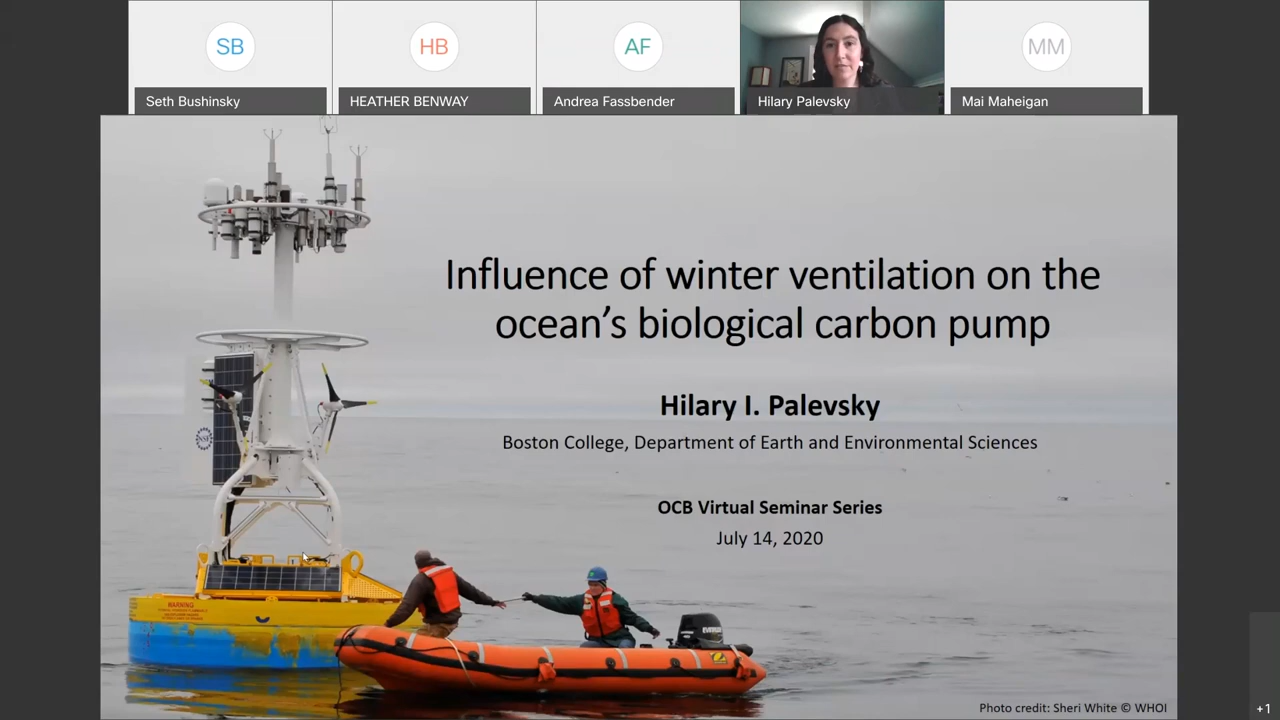 SB
HB
AF
MM
Seth Bushinsky
HEATHER BENWAY
Andrea Fassbender
Hilary Palevsky
Mai Maheigan
Influence of winter ventilation on the
ocean’s biological carbon pump
Hilary I. Palevsky
Boston College, Department of Earth and Environmental Sciences
OCB Virtual Seminar Series
July 14, 2020
NSF
WARNING
EVINRUDE
Photo credit: Sheri White © WHOI
+1